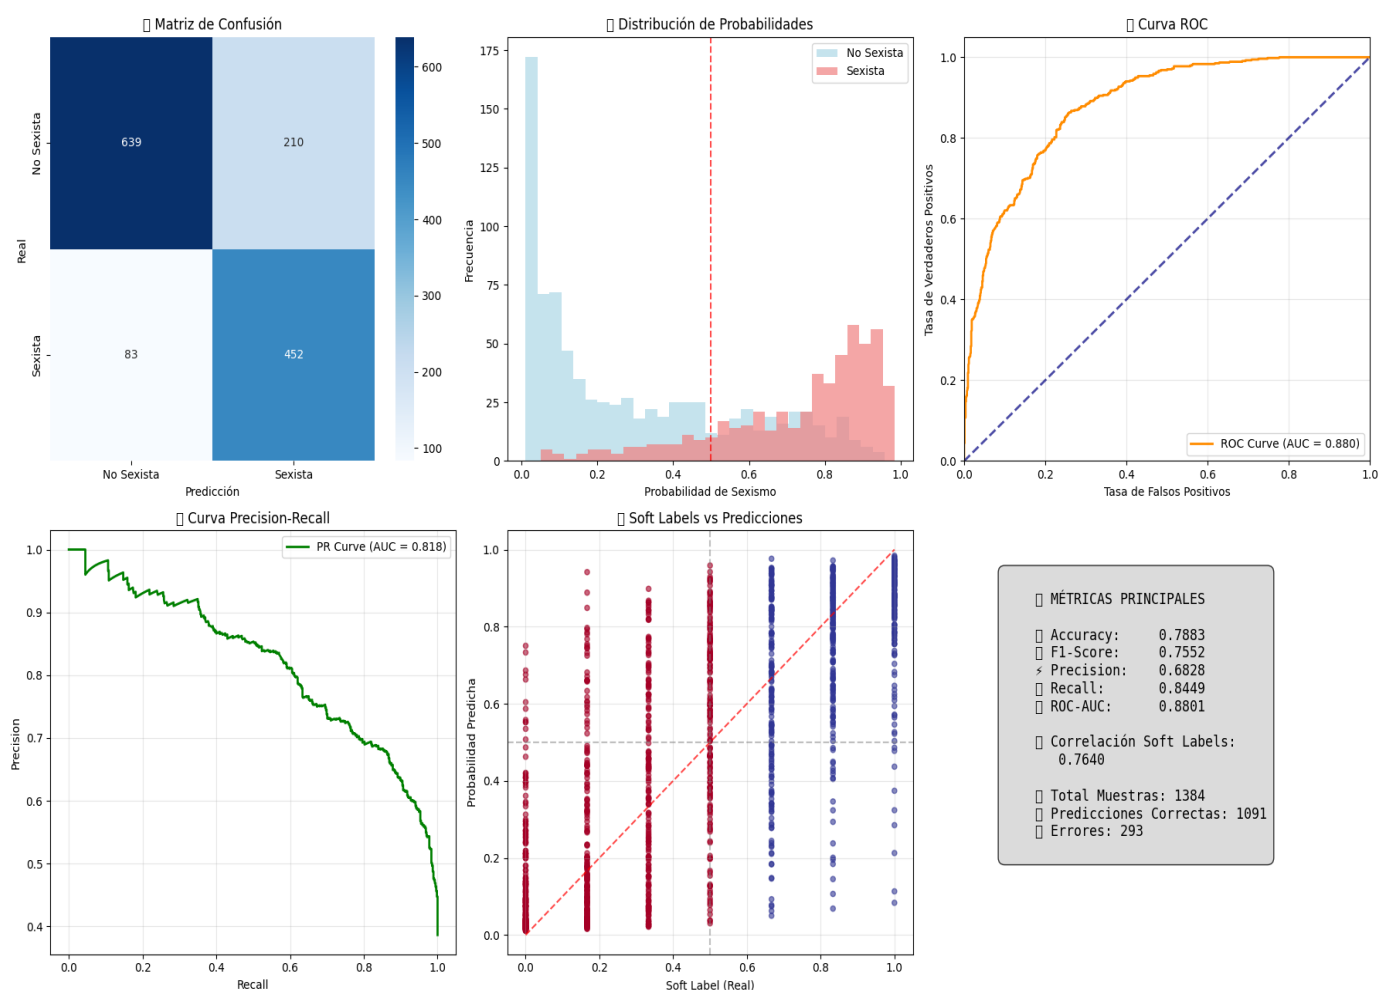 Matriz de Confusión
No Sexista
Sexista
Real
639
210
83
452
No Sexista
Sexista
Predicción
600
500
400
300
200
100
Distribución de Probabilidades
No Sexista
Sexista
Frecuencia
175
150
125
100
75
50
25
0
0.0
0.2
0.4
0.6
0.8
1.0
Probabilidad de Sexismo
Curva ROC
Tasa de Verdaderos Positivos
1.0
0.8
0.6
0.4
0.2
0.0
ROC Curve (AUC = 0.880)
0.0
0.2
0.4
0.6
0.8
1.0
Tasa de Falsos Positivos
Curva Precision-Recall
PR Curve (AUC = 0.818)
Precision
1.0
0.9
0.8
0.7
0.6
0.5
0.4
0.0
0.2
0.4
0.6
0.8
1.0
Recall
Soft Labels vs Predicciones
Probabilidad Predicha
1.0
0.8
0.6
0.4
0.2
0.0
0.0
0.2
0.4
0.6
0.8
1.0
Soft Label (Real)
MÉTRICAS PRINCIPALES
Accuracy: 0.7883
F1-Score: 0.7552
⚡ Precision: 0.6828
Recall: 0.8449
ROC-AUC: 0.8801
Correlación Soft Labels:
0.7640
Total Muestras: 1384
Predicciones Correctas: 1091
Errores: 293